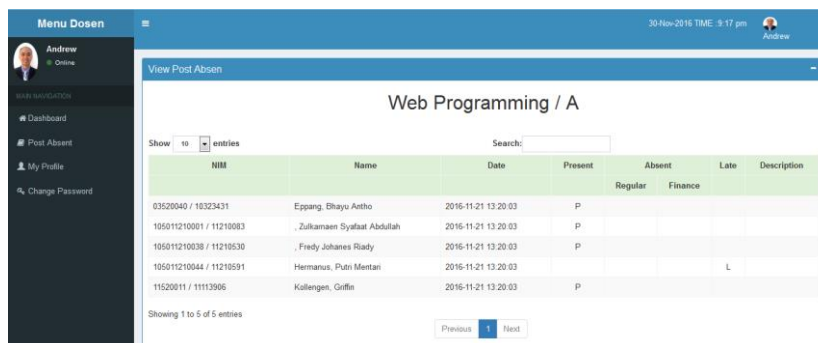 Menu Dosen
30-Nov-2016 TIME :9:17 pm
Andrew
Andrew
Online
MAIN NAVIGATION
Dashboard
Post Absent
My Profile
Change Password
View Post Absen
Web Programming / A
Show 10 entries Search:
NIM Name Date Present Absent Late Description
Regular Finance
03520040 / 10323431 Eppang, Bhayu Antho 2016-11-21 13:20:03 P
105011210001 / 11210083 , Zulkarnaen Syafaat Abdullah 2016-11-21 13:20:03 P
105011210038 / 11210530 , Fredy Johanes Riady 2016-11-21 13:20:03 P
105011210044 / 11210591 Hermanus, Putri Mentari 2016-11-21 13:20:03 L
11520011 / 11113906 Kollengen, Griffin 2016-11-21 13:20:03 P
Showing 1 to 5 of 5 entries
Previous 1 Next